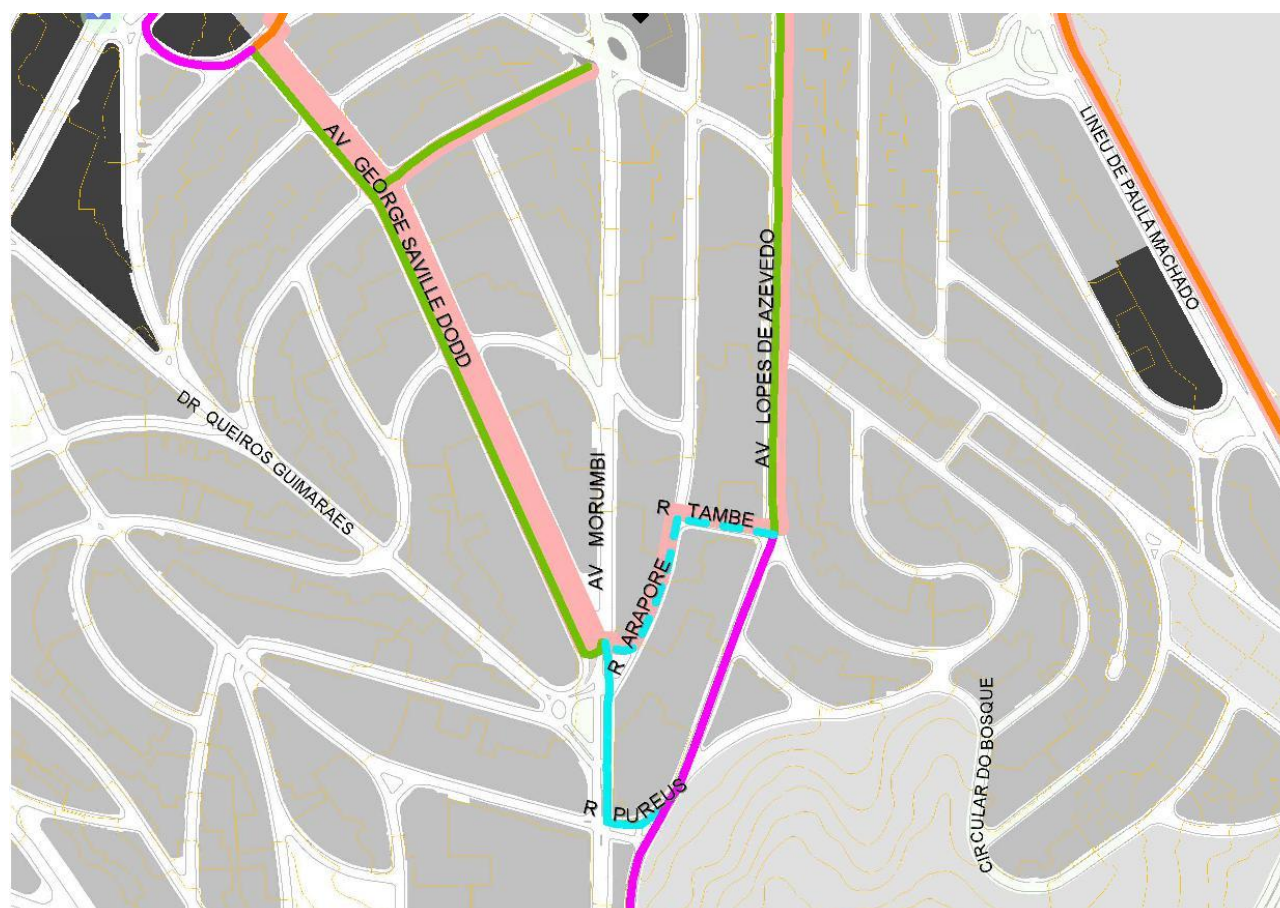 AV GEORGE SAVILLE DODD
LINEU DE PAULA MACHADO
AV LOPES DE AZEVEDO
DR QUEIROS GUIMARAES
AV MORUMBI
R TAMBE
R ARAPORE
CIRCULAR DO BOSQUE
R PUREUS